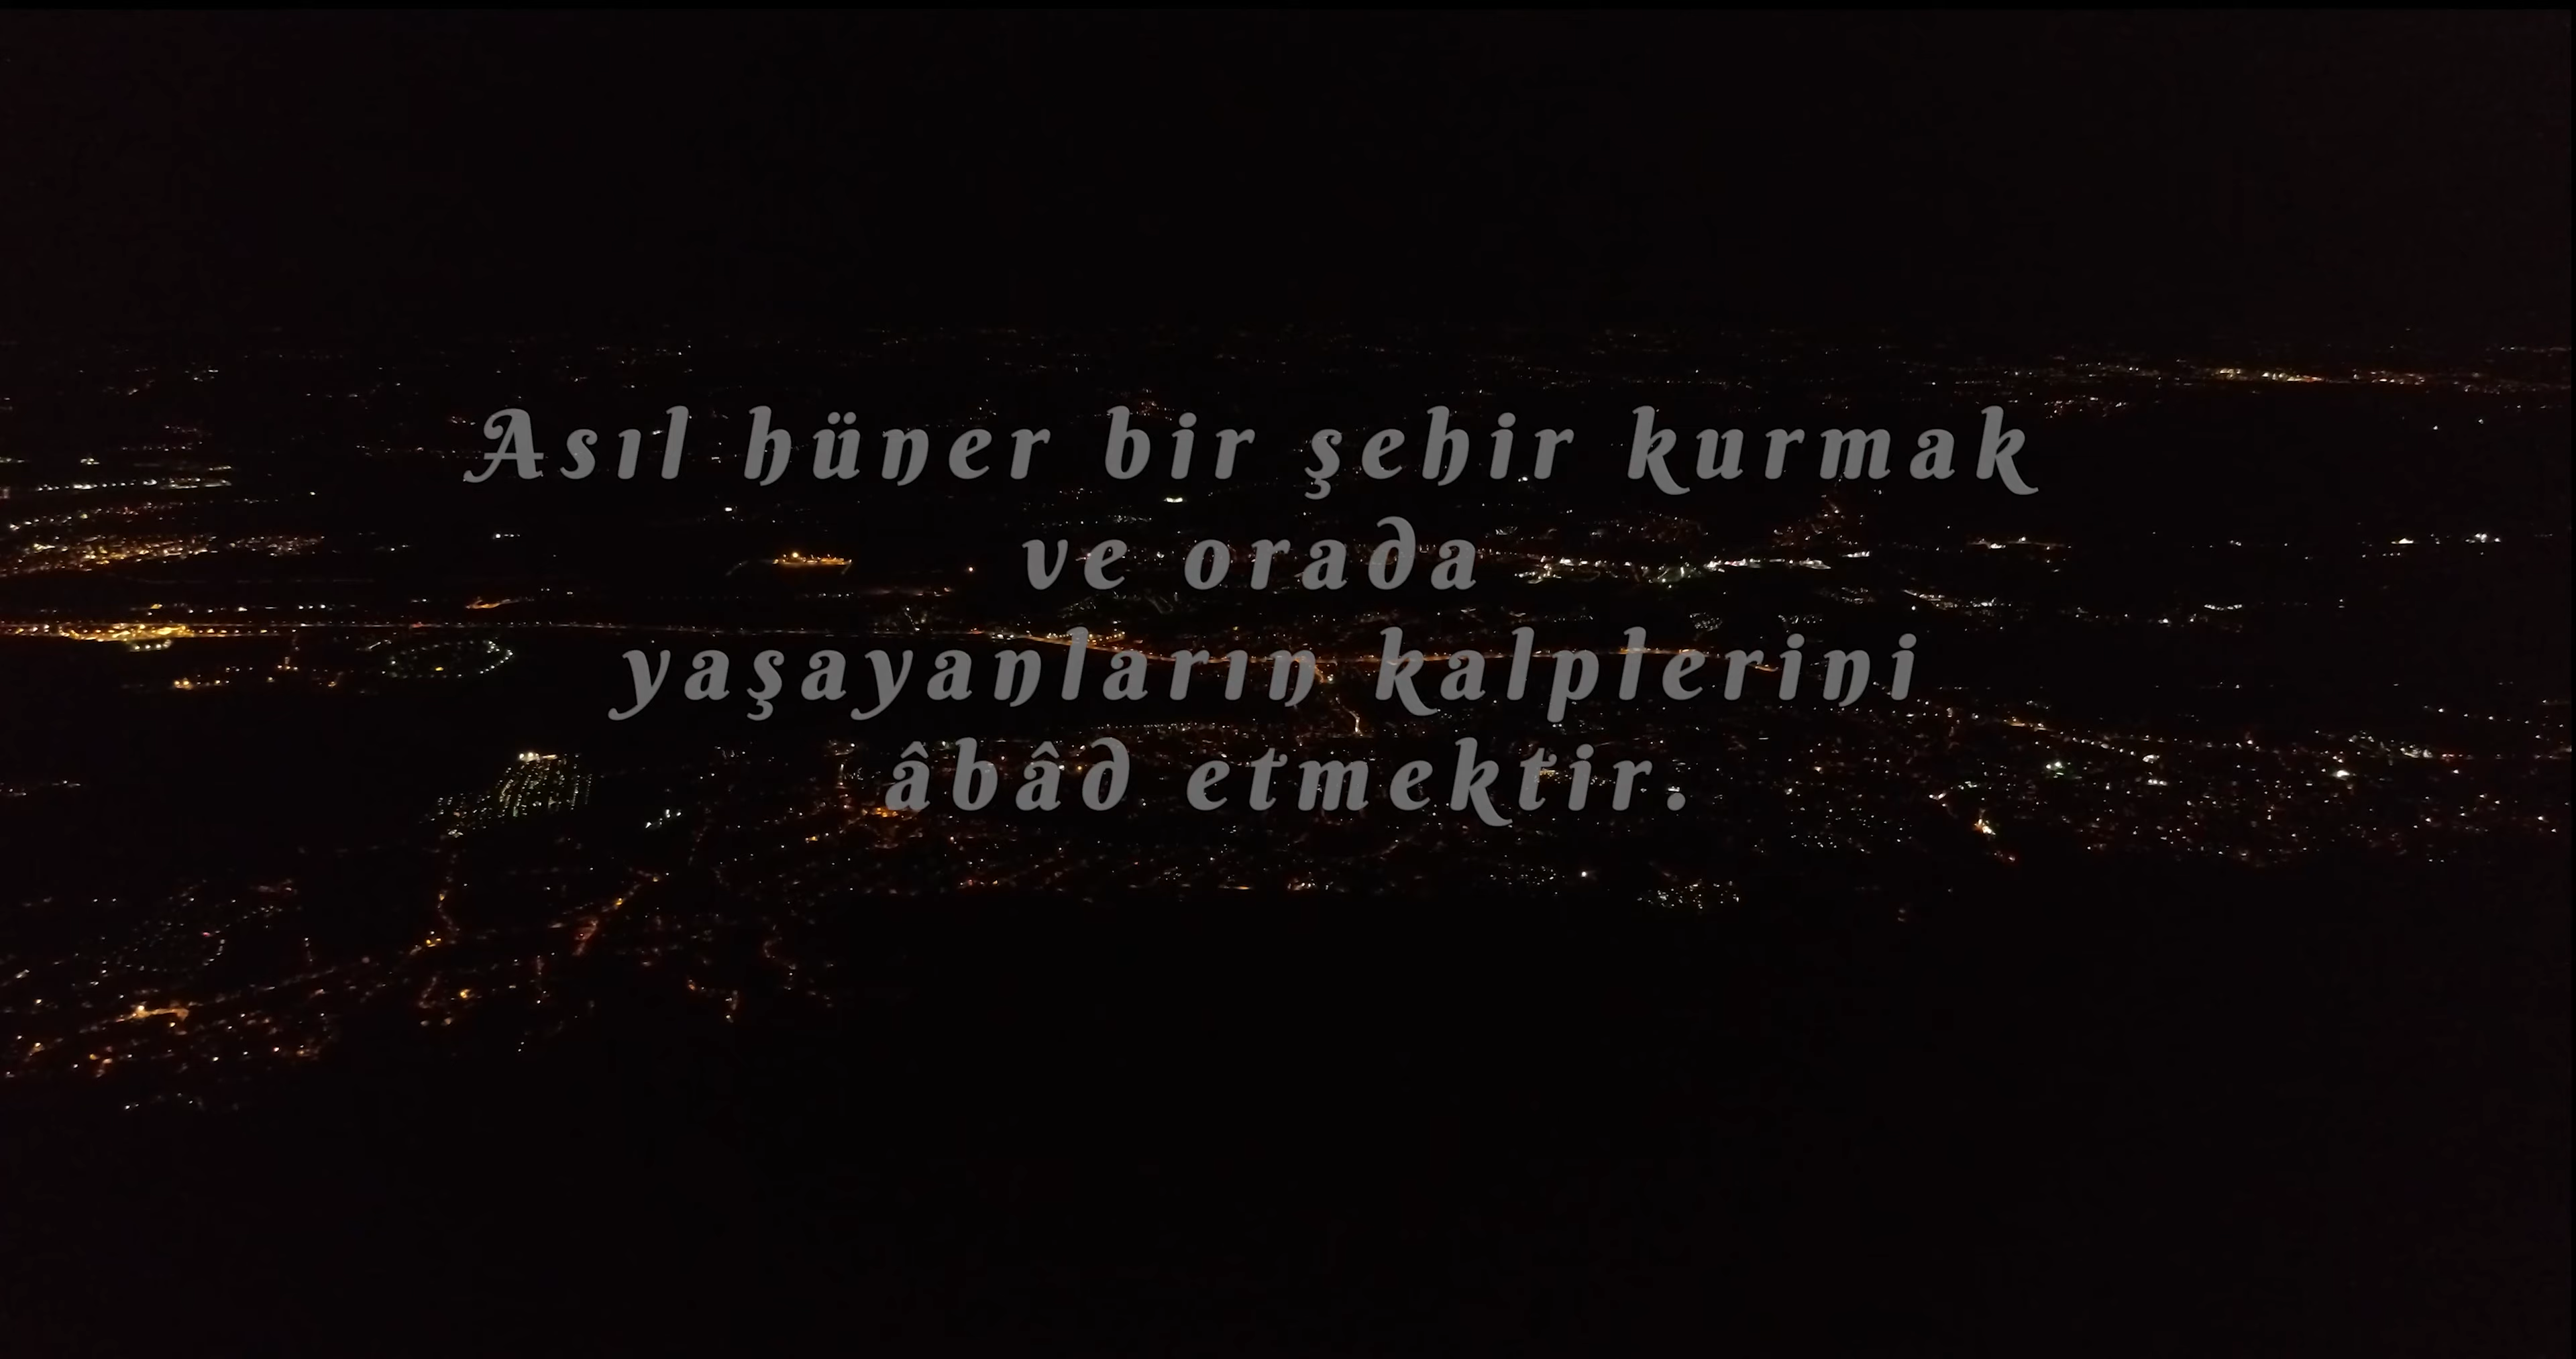 Asıl hüner bir şehir kurmak
ve orada
yaşayanların kalplerini
âbâd etmektir.